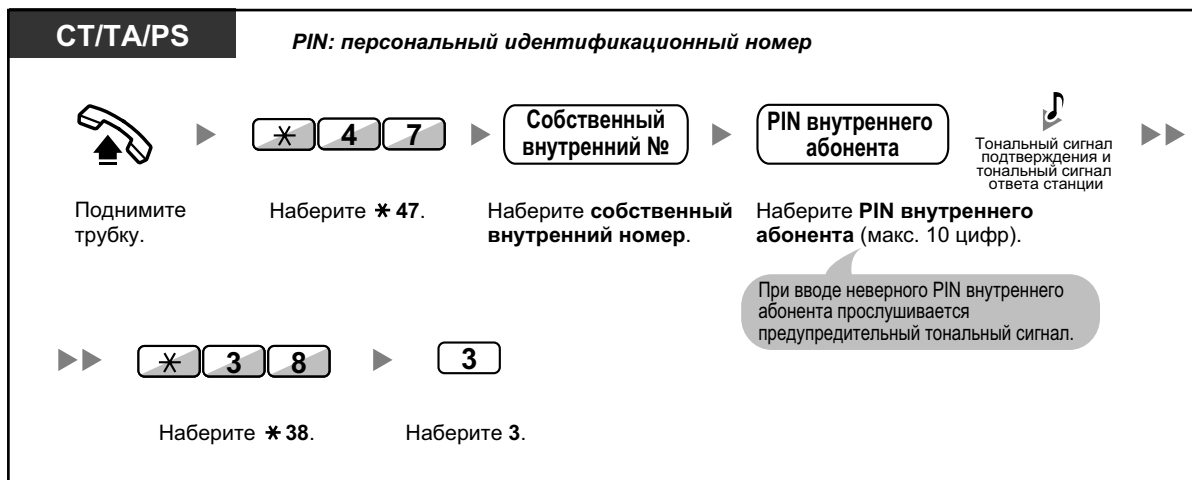 CT/TA/PS
PIN: персональный идентификационный номер
* 4 7
Собственный
внутренний №
PIN внутреннего
абонента
Тональный сигнал
подтверждения и
тональный сигнал
ответа станции
Поднимите
трубку.
Наберите * 47.
Наберите собственный
внутренний номер.
Наберите PIN внутреннего
абонента (макс. 10 цифр).
При вводе неверного PIN внутреннего
абонента прослушивается
предупредительный тональный сигнал.
* 3 8
3
Наберите * 38.
Наберите 3.